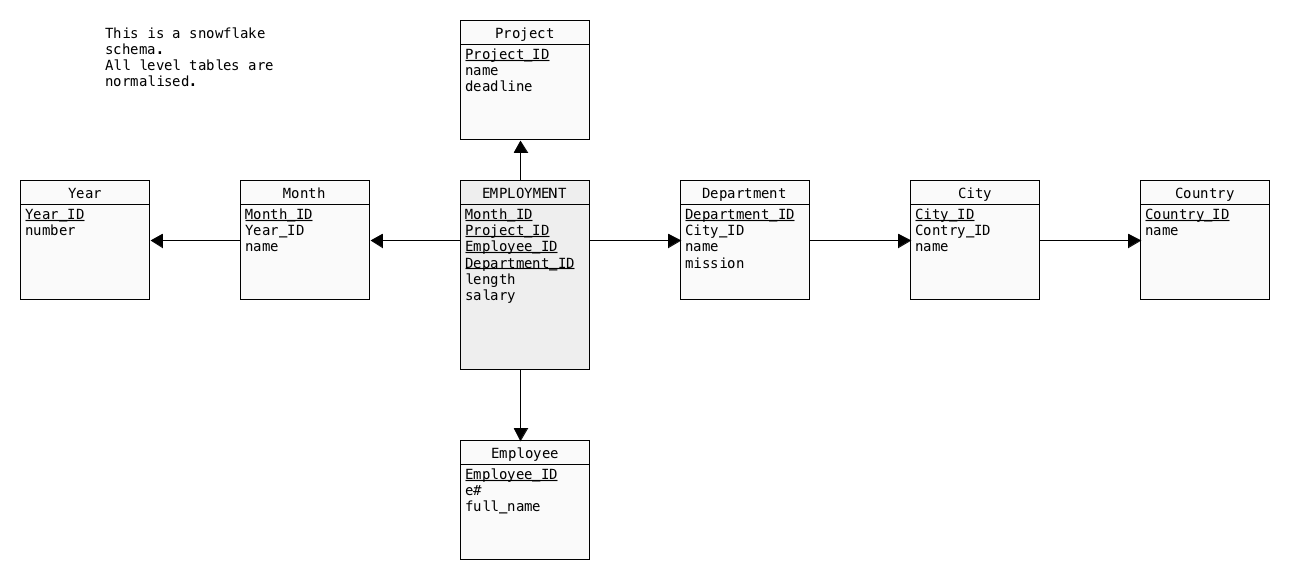 This is a snowflake
schema.
All level tables are
normalised.
Project
Project_ID
name
deadline
Year
Year_ID
number
Month
Month_ID
Year_ID
name
EMPLOYMENT
Month_ID
Project_ID
Employee_ID
Department_ID
length
salary
Department
Department_ID
City_ID
name
mission
City
City_ID
Contry_ID
name
Country
Country_ID
name
Employee
Employee_ID
e#
full_name